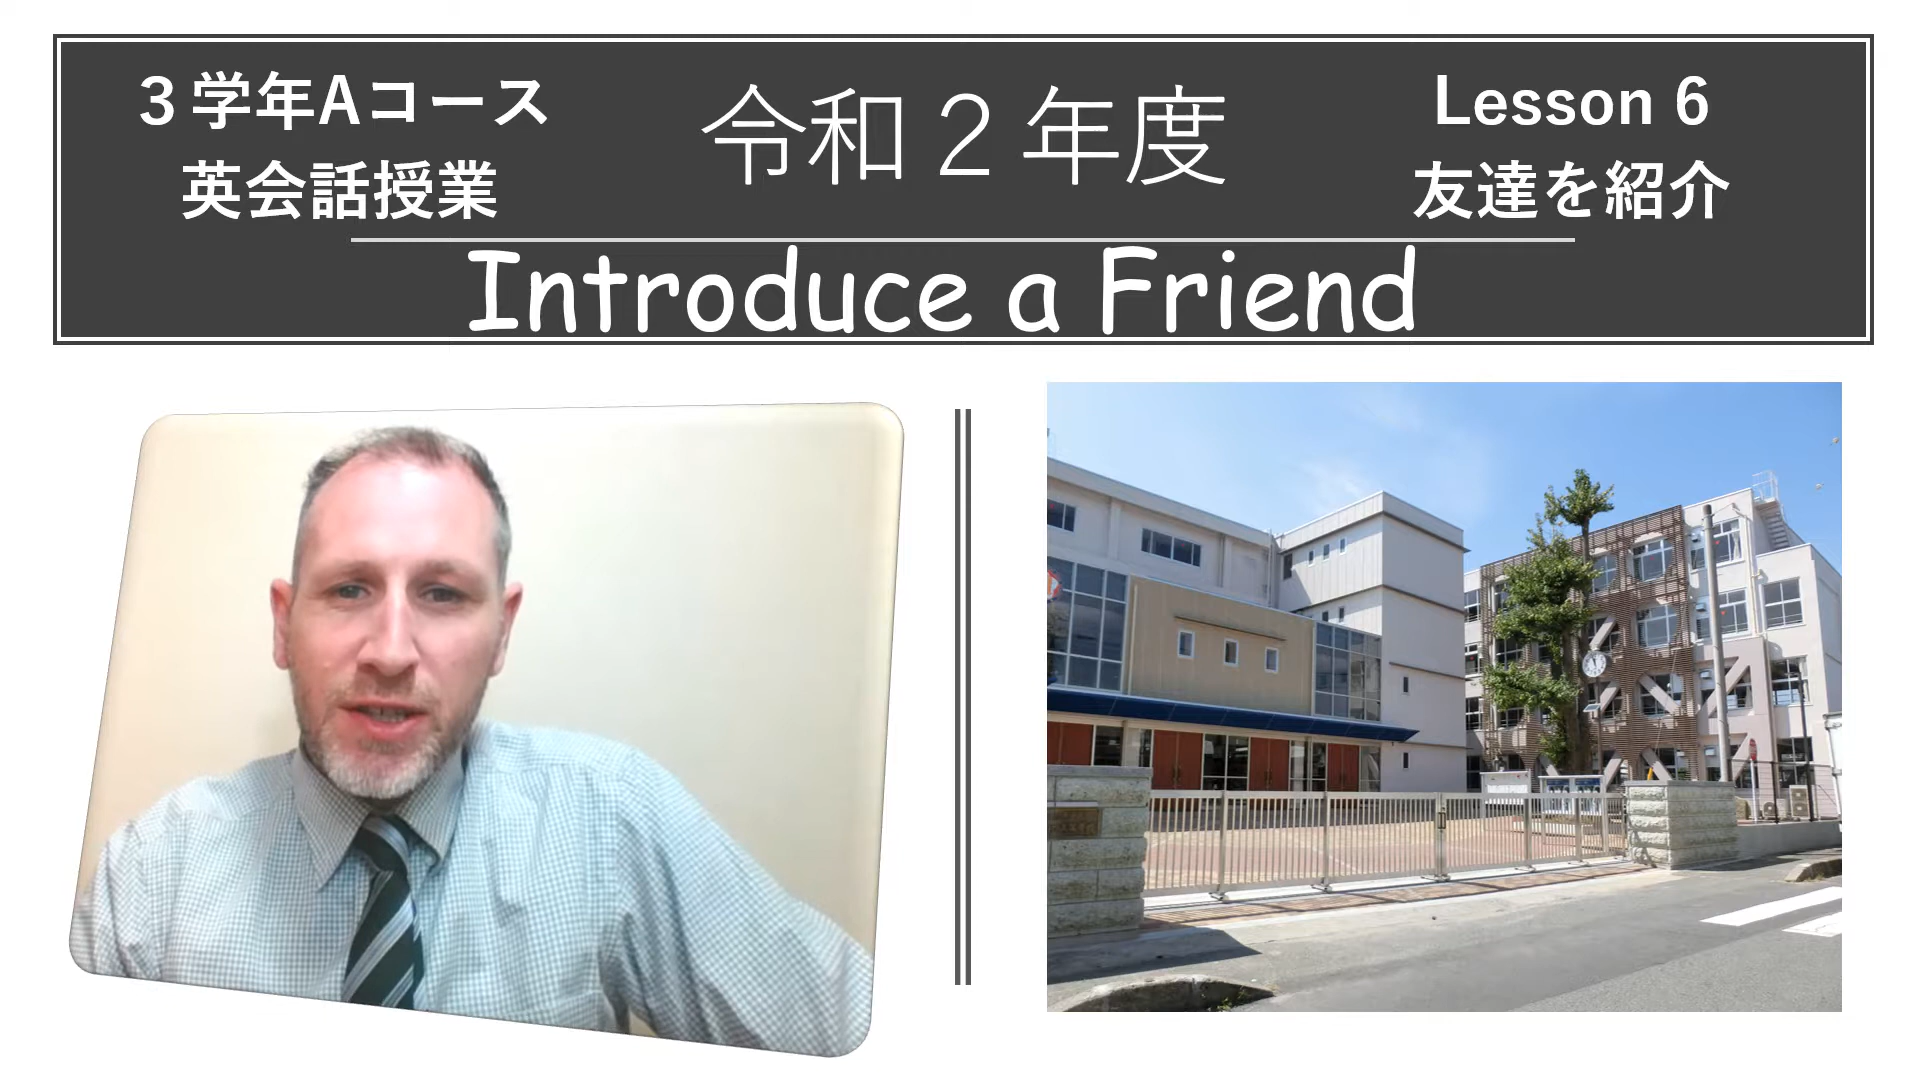 ３学年Aコース
英会話授業
令和２年度
Lesson 6
友達を紹介
Introduce a Friend